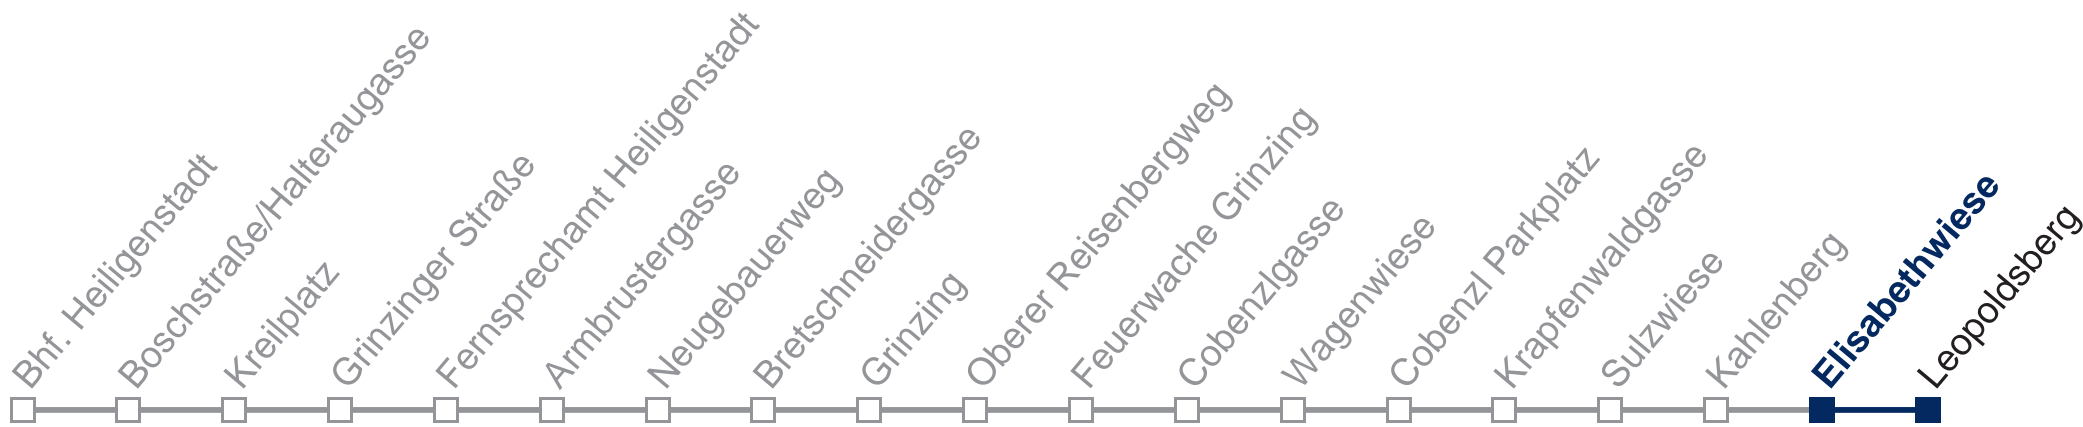 Bhf. Heiligenstadt
Boschstraße/Halteraugasse
Kreilplatz
Grinzinger Straße
Fernsprechamt Heiligenstadt
Armbrustergasse
Neugebauerweg
Bretschneidergasse
Grinzing
Oberer Reisenbergweg
Feuerwache Grinzing
Cobenzlgasse
Wagenwiese
Cobenzl Parkplatz
Krapfenwaldgasse
Sulzwiese
Kahlenberg
Elisabethwiese
Leopoldsberg